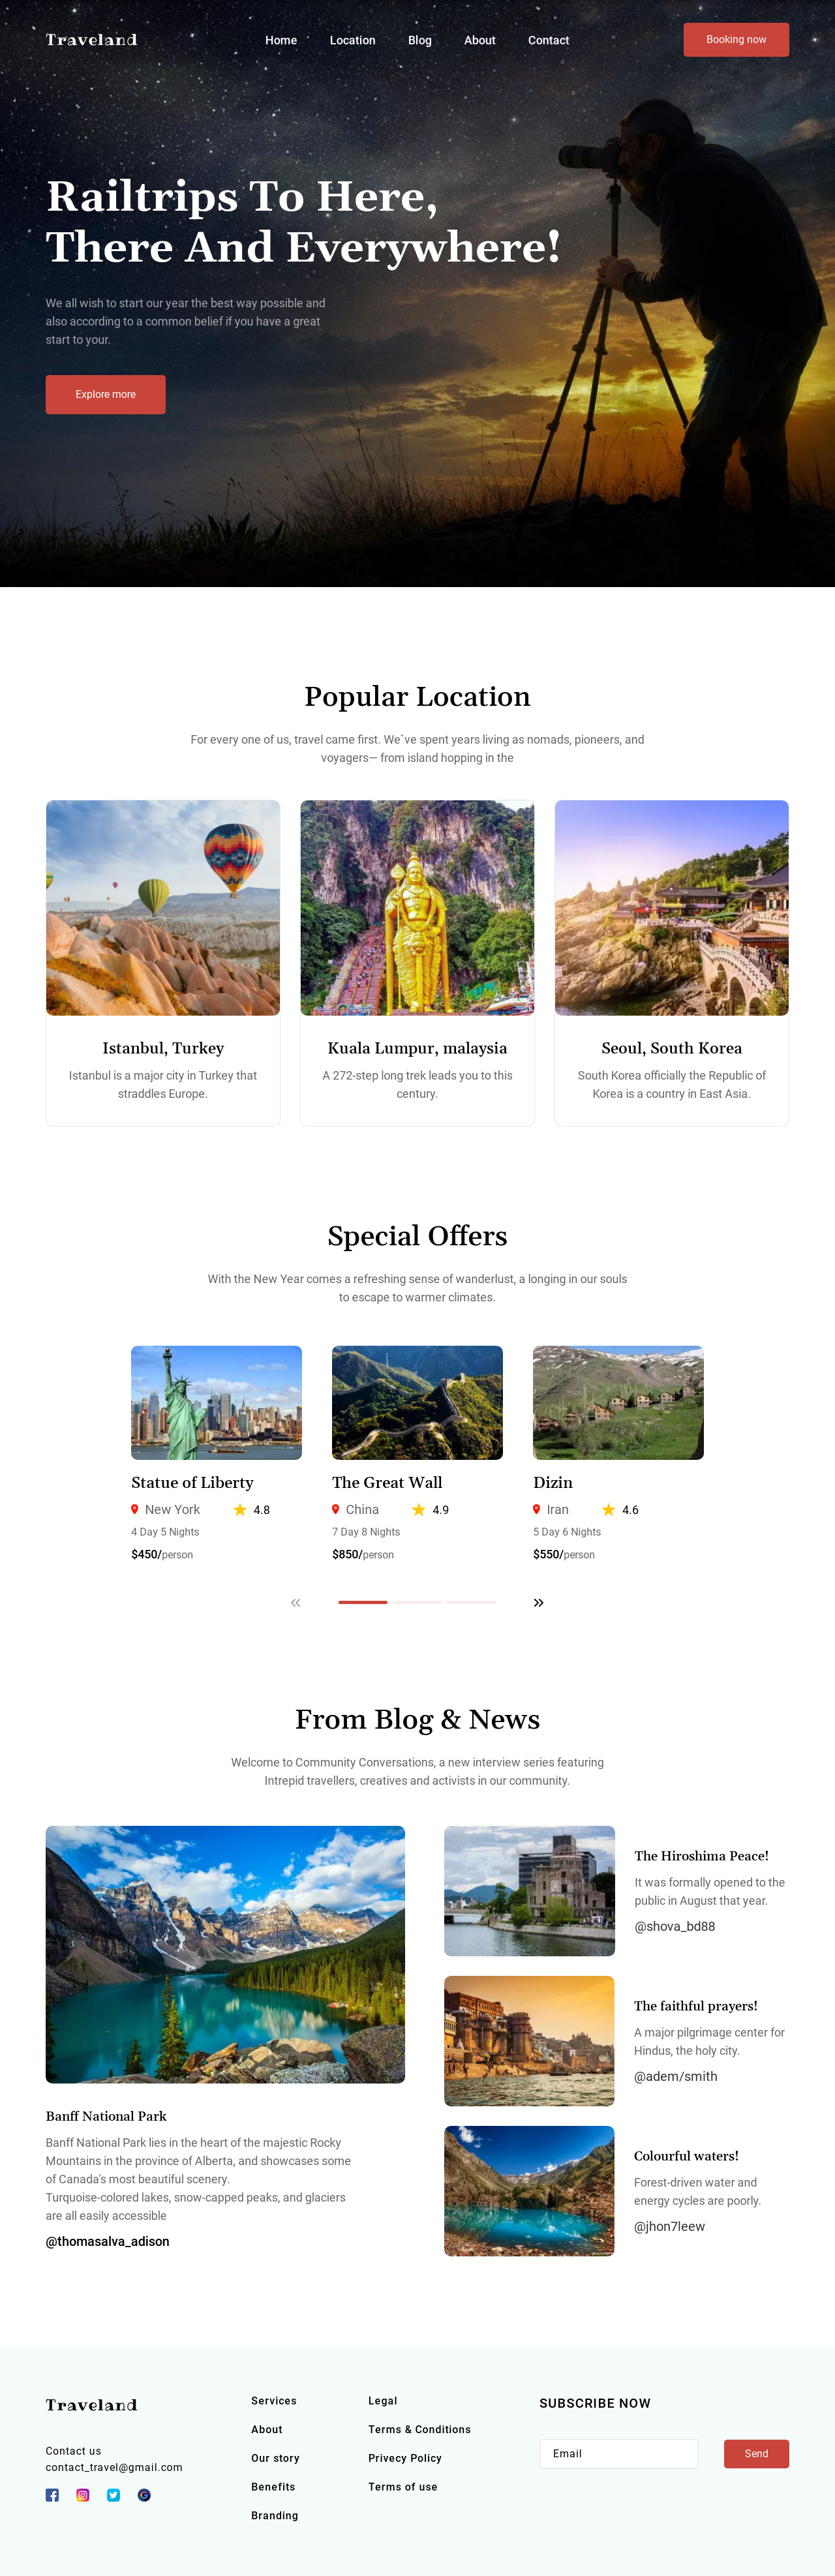 Traveland
Home Location Blog About Contact
Booking now
Railtrips To Here,
There And Everywhere!
We all wish to start our year the best way possible and
also according to a common belief if you have a great
start to your.
Explore more
Popular Location
For every one of us, travel came first. We`ve spent years living as nomads, pioneers, and
voyagers— from island hopping in the
Istanbul, Turkey
Istanbul is a major city in Turkey that
straddles Europe.
Kuala Lumpur, malaysia
A 272-step long trek leads you to this
century.
Seoul, South Korea
South Korea officially the Republic of
Korea is a country in East Asia.
Special Offers
With the New Year comes a refreshing sense of wanderlust, a longing in our souls
to escape to warmer climates.
Statue of Liberty
New York 4.8
4 Day 5 Nights
$450/person
The Great Wall
China 4.9
7 Day 8 Nights
$850/person
Dizin
Iran 4.6
5 Day 6 Nights
$550/person
From Blog & News
Welcome to Community Conversations, a new interview series featuring
Intrepid travellers, creatives and activists in our community.
Banff National Park
Banff National Park lies in the heart of the majestic Rocky
Mountains in the province of Alberta, and showcases some
of Canada's most beautiful scenery.
Turquoise-colored lakes, snow-capped peaks, and glaciers
are all easily accessible
@thomasalva_adison
The Hiroshima Peace!
It was formally opened to the
public in August that year.
@shova_bd88
The faithful prayers!
A major pilgrimage center for
Hindus, the holy city.
@adem/smith
Colourful waters!
Forest-driven water and
energy cycles are poorly.
@jhon7leew
Traveland
Contact us
contact_travel@gmail.com
Services
About
Our story
Benefits
Branding
Legal
Terms & Conditions
Privecy Policy
Terms of use
SUBSCRIBE NOW
Email
Send